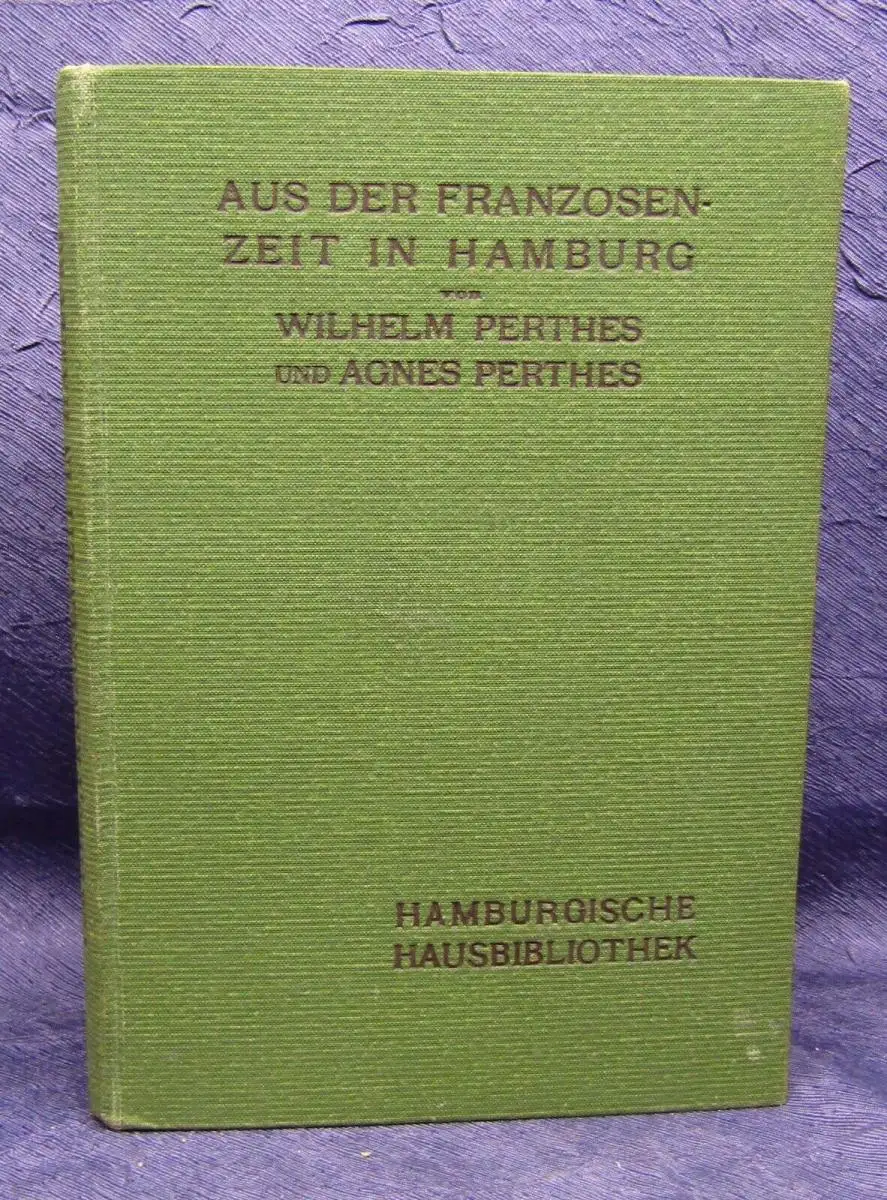 AUS DER FRANZOSEN-
ZEIT IN HAMBURG
VON
WILHELM PERTHES
UND AGNES PERTHES
HAMBURGISCHE
HAUSBIBLIOTHEK